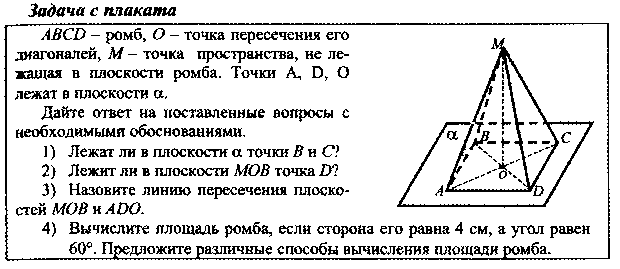 Задача с плаката
ABCD – ромб, O – точка пересечения его
диагоналей, M – точка пространства, не ле-
жащая в плоскости ромба. Точки A, D, O
лежат в плоскости α.
Дайте ответ на поставленные вопросы с
необходимыми обоснованиями.
1) Лежат ли в плоскости α точки B и C?
2) Лежит ли в плоскости MOB точка D?
3) Назовите линию пересечения плоско-
стей MOB и ADO.
4) Вычислите площадь ромба, если сторона его равна 4 см, а угол равен
60°. Предложите различные способы вычисления площади ромба.
M
α B C
O
A D